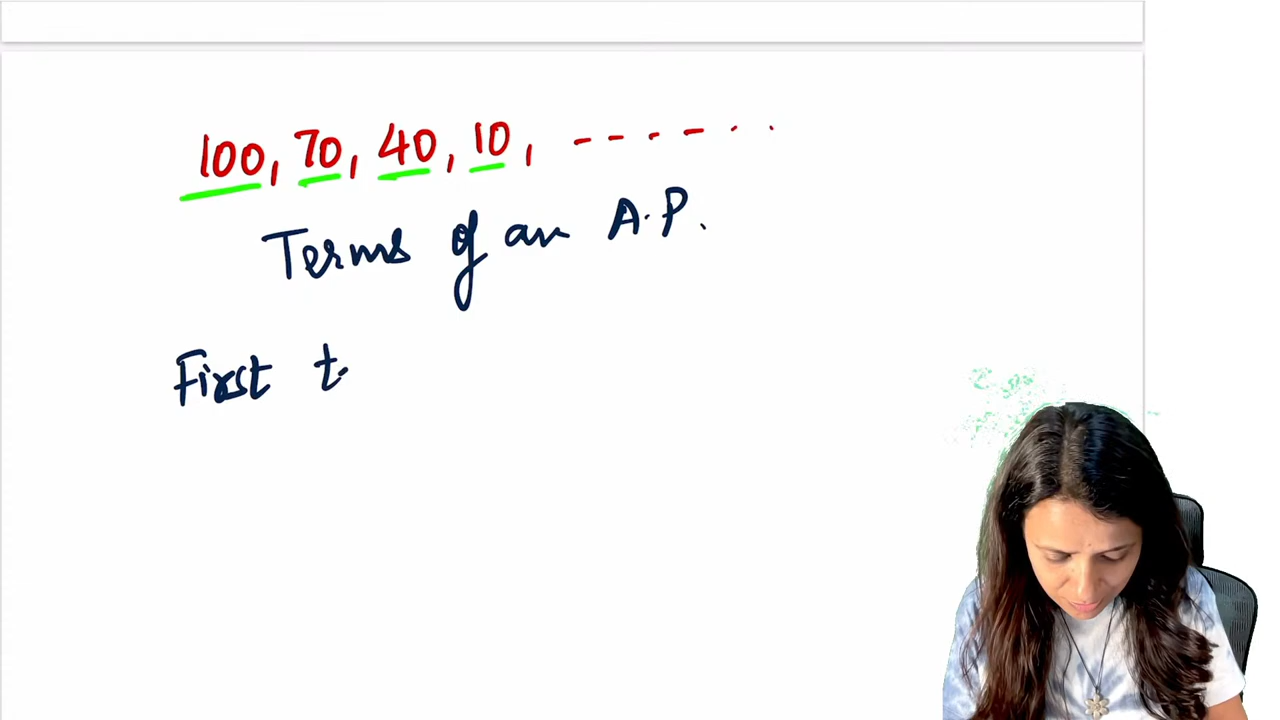 100, 70, 40, 10, - - - - - · ·
Terms of an A.P.
First t